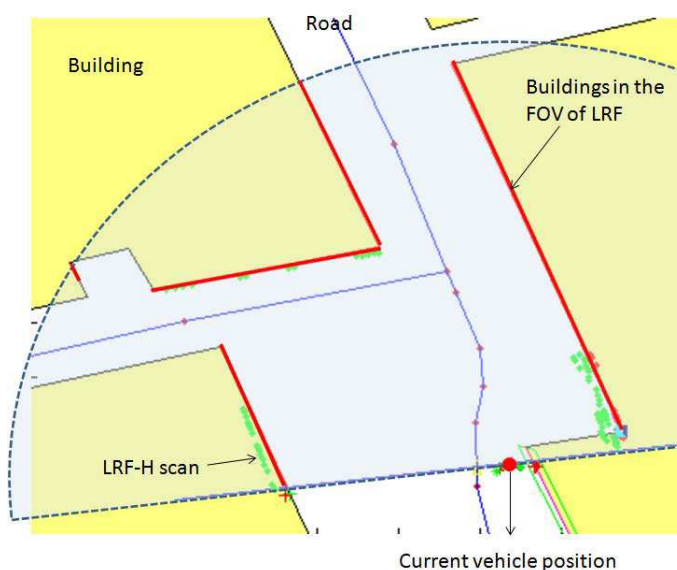 Road
Building
Buildings in the
FOV of LRF
LRF-H scan
Current vehicle position